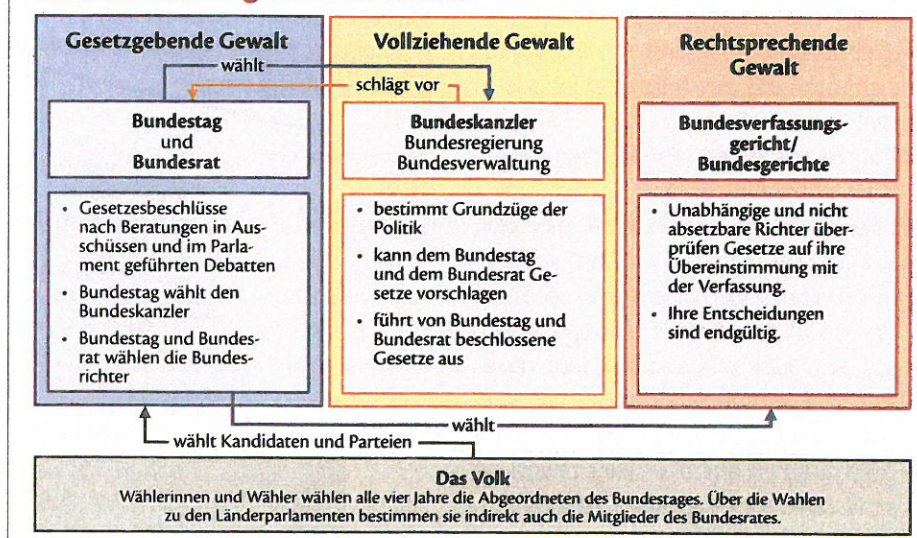 Gesetzgebende Gewalt
wählt
Bundestag
und
Bundesrat
• Gesetzesbeschlüsse
nach Beratungen in Aus-
schüssen und im Parla-
ment geführten Debatten
• Bundestag wählt den
Bundeskanzler
• Bundestag und Bundes-
rat wählen die Bundes-
richter
Vollziehende Gewalt
schlägt vor
Bundeskanzler
Bundesregierung
Bundesverwaltung
• bestimmt Grundzüge der
Politik
• kann dem Bundestag
und dem Bundesrat Ge-
setze vorschlagen
• führt von Bundestag und
Bundesrat beschlossene
Gesetze aus
Rechtsprechende
Gewalt
Bundesverfassungs-
gericht/
Bundesgerichte
• Unabhängige und nicht
absetzbare Richter über-
prüfen Gesetze auf ihre
Übereinstimmung mit
der Verfassung.
• Ihre Entscheidungen
sind endgültig.
wählt
wählt Kandidaten und Parteien
Das Volk
Wählerinnen und Wähler wählen alle vier Jahre die Abgeordneten des Bundestages. Über die Wahlen
zu den Länderparlamenten bestimmen sie indirekt auch die Mitglieder des Bundesrates.